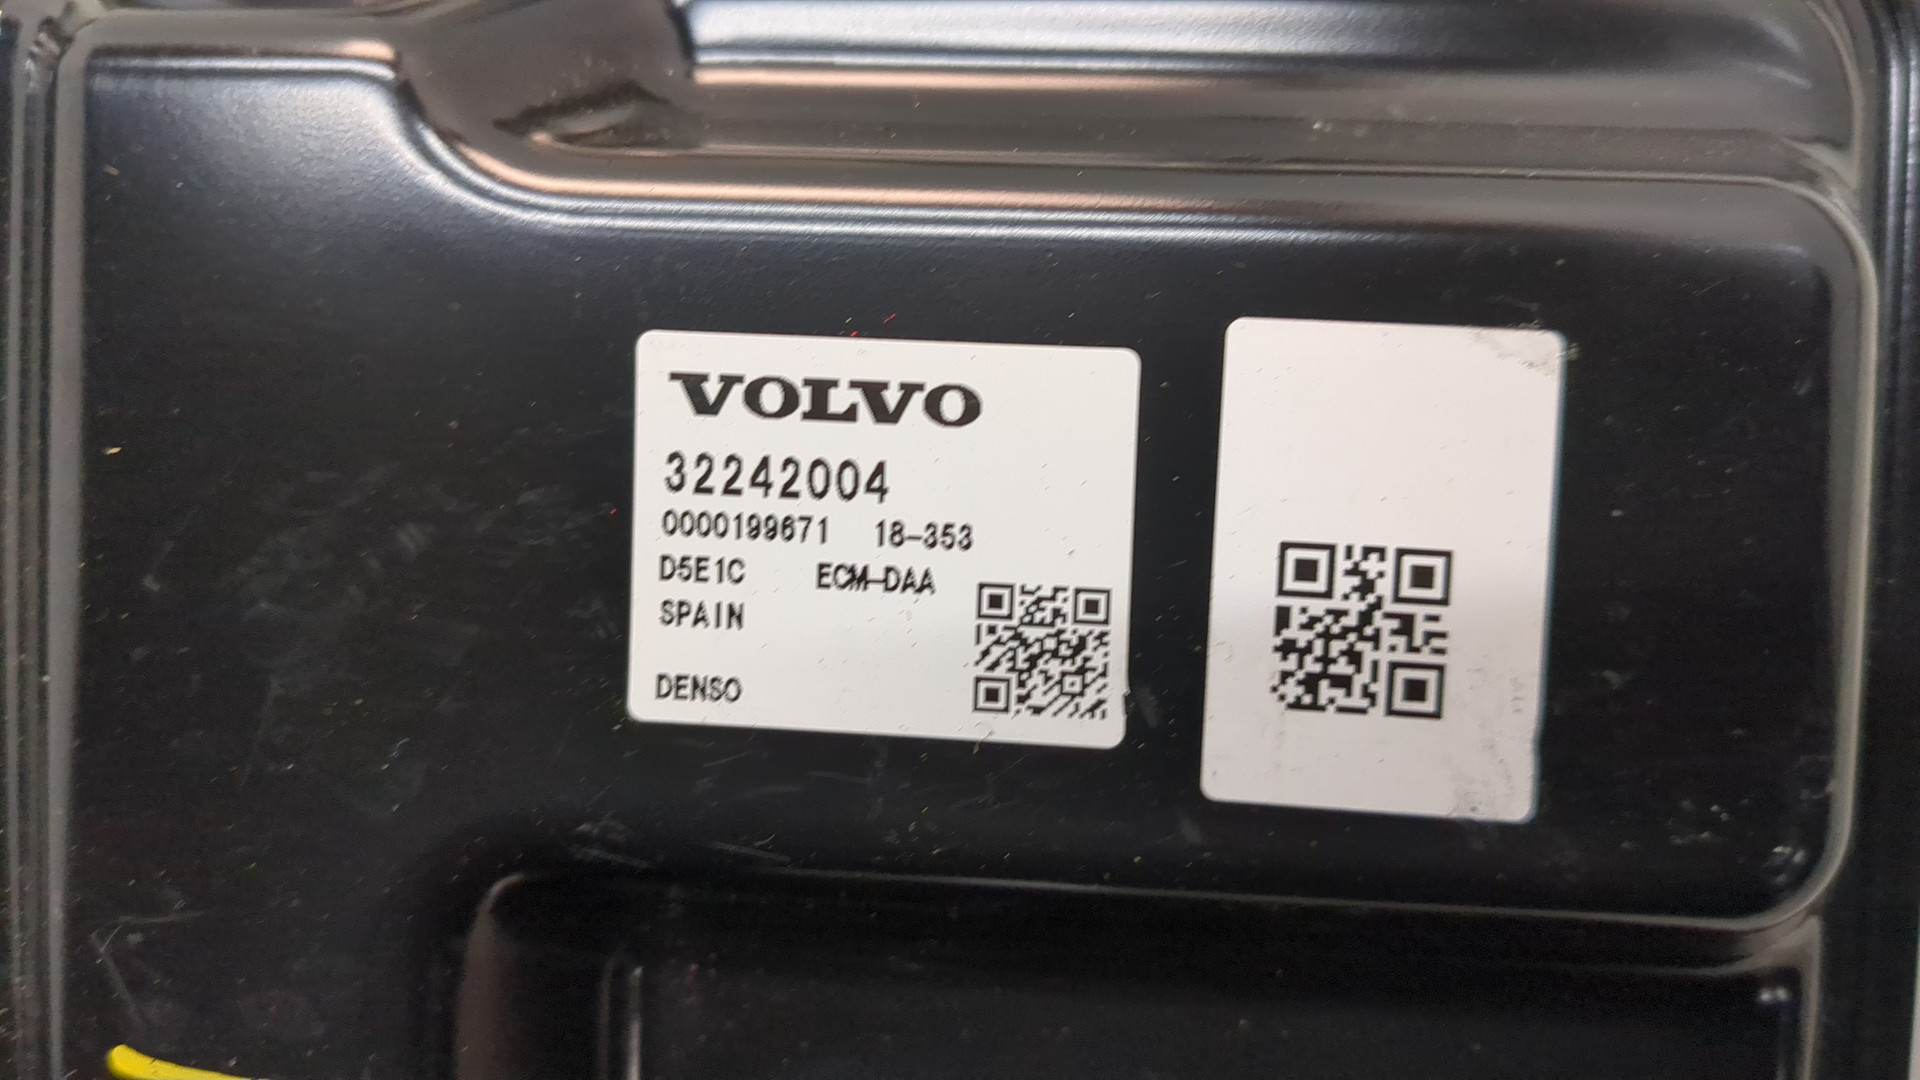 VOLVO
32242004
0000199671 18-353
D5E1C ECM-DAA
SPAIN
DENSO